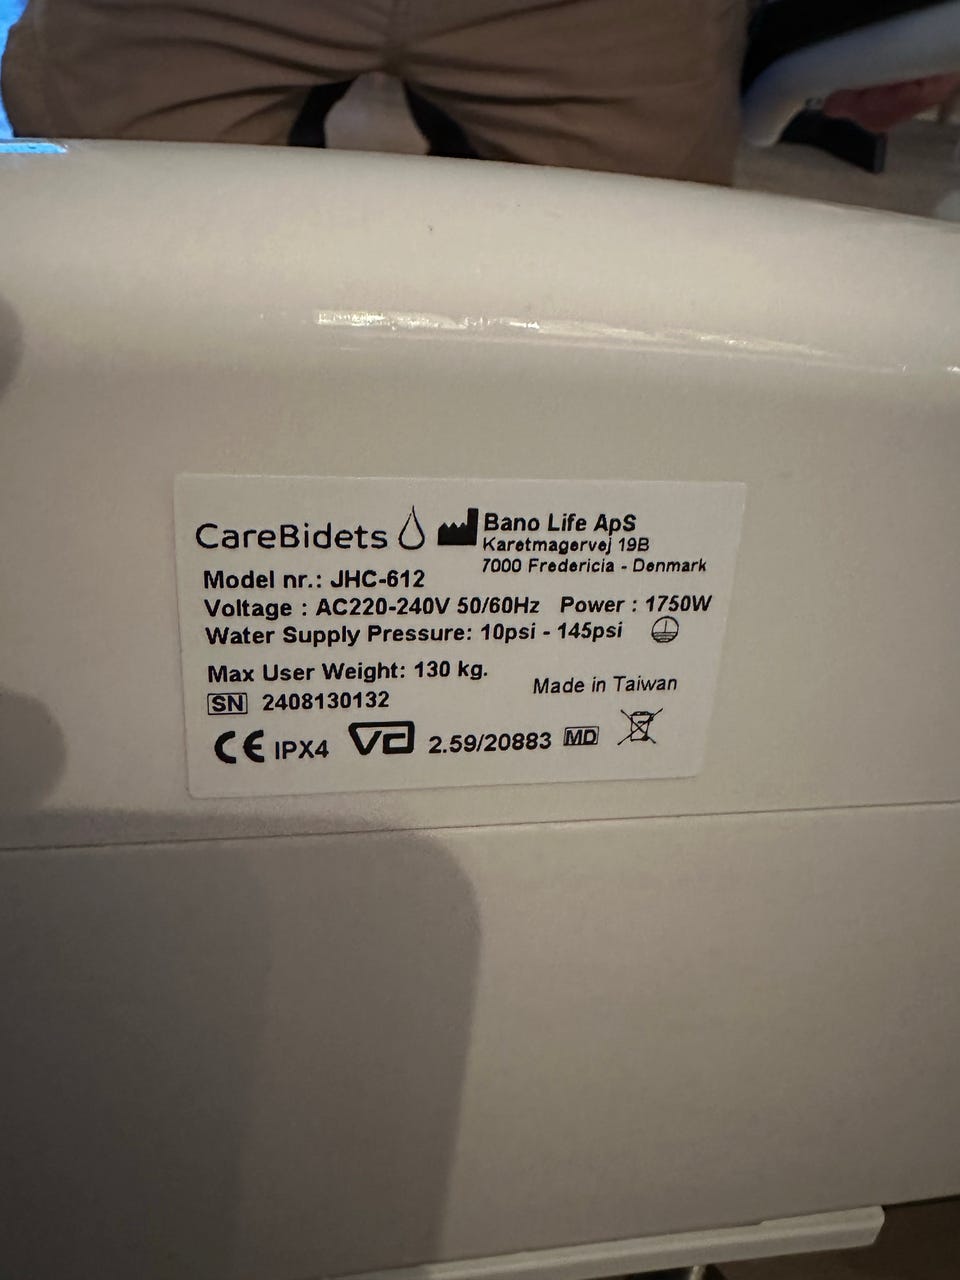 CareBidets
Bano Life ApS
Karetmagervej 19B
7000 Fredericia - Denmark
Model nr.: JHC-612
Voltage : AC220-240V 50/60Hz Power : 1750W
Water Supply Pressure: 10psi - 145psi
Max User Weight: 130 kg.
Made in Taiwan
SN 2408130132
CE IPX4 VA 2.59/20883 MD